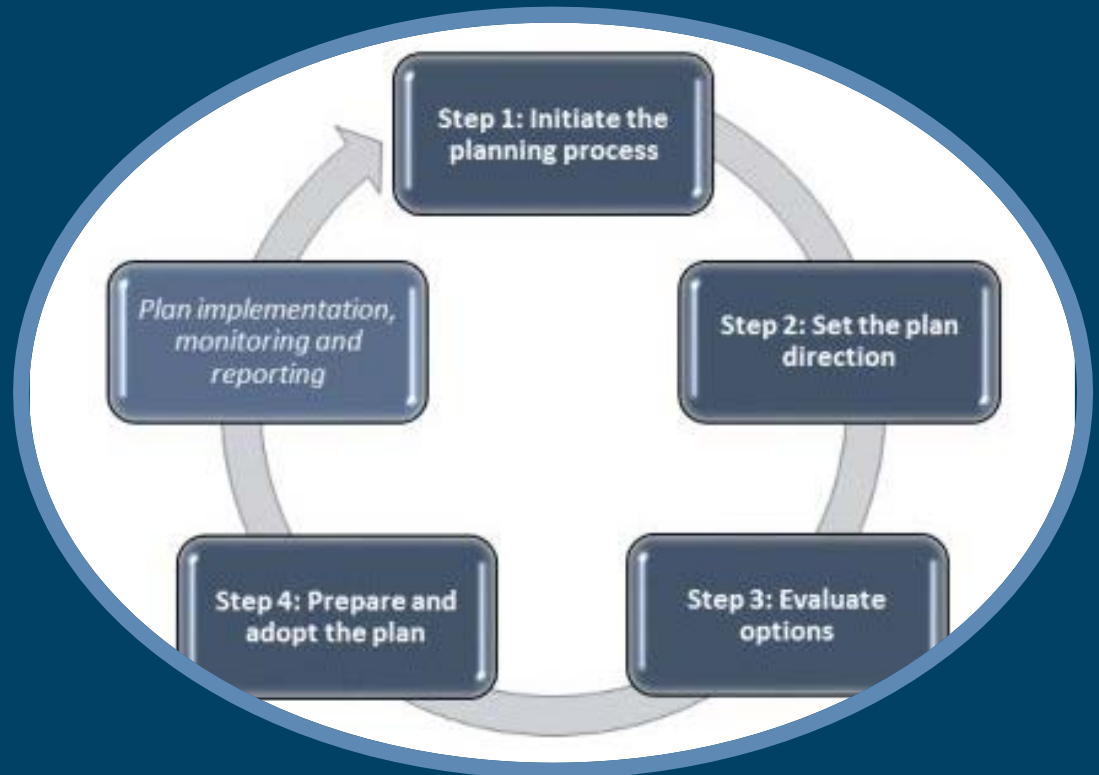 Step 1: Initiate the
planning process
Step 2: Set the plan
direction
Step 3: Evaluate
options
Step 4: Prepare and
adopt the plan
Plan implementation,
monitoring and
reporting